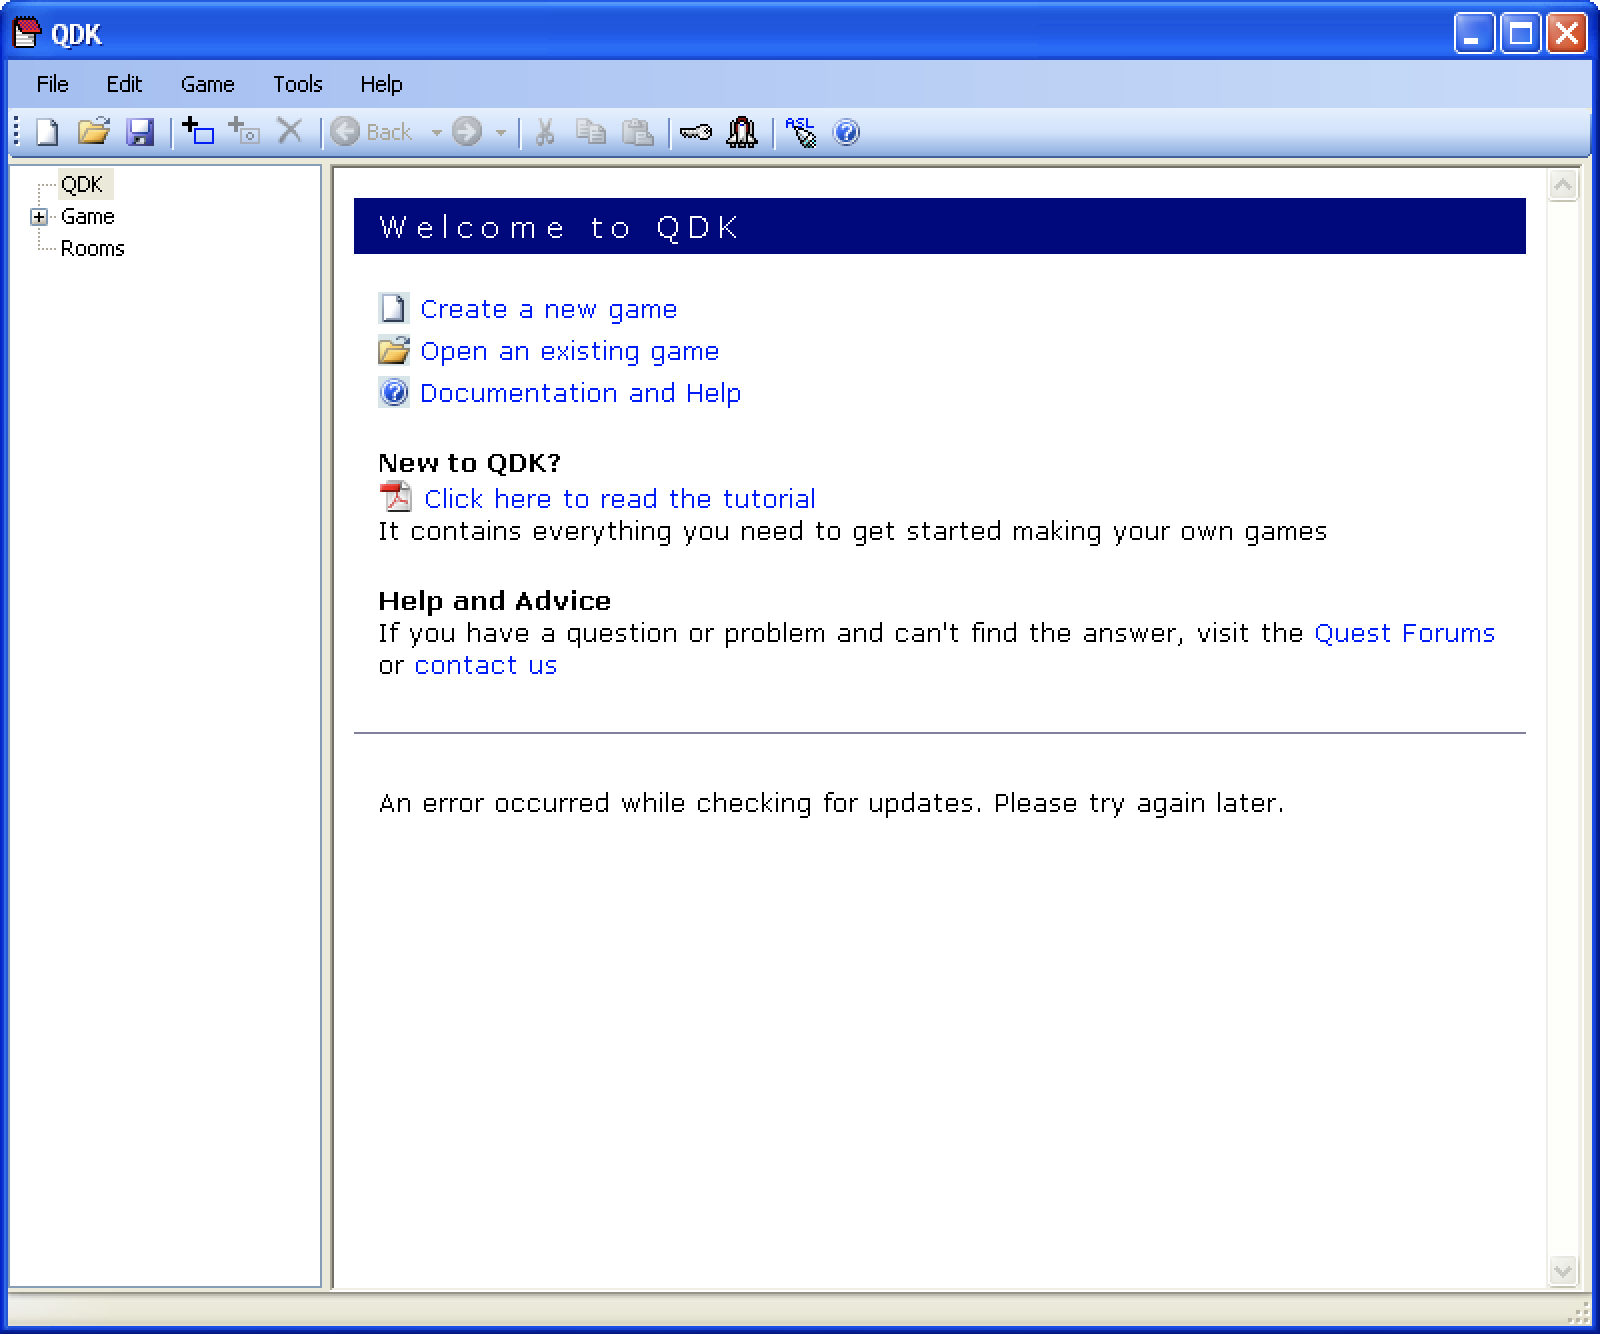 QDK
File Edit Game Tools Help
Back ASL
QDK
Game
Rooms
Welcome to QDK
Create a new game
Open an existing game
Documentation and Help
New to QDK?
Click here to read the tutorial
It contains everything you need to get started making your own games
Help and Advice
If you have a question or problem and can't find the answer, visit the Quest Forums
or contact us
An error occurred while checking for updates. Please try again later.